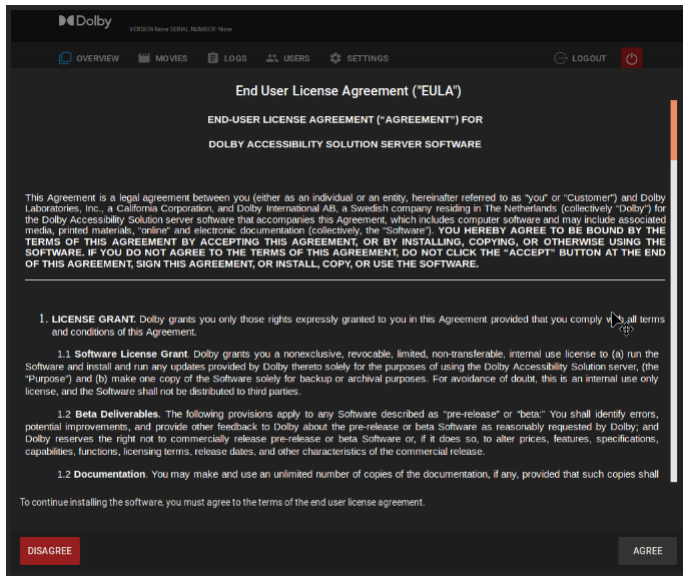 Dolby
VERSION None SERIAL NUMBER: None
OVERVIEW MOVIES LOGS USERS SETTINGS LOGOUT
End User License Agreement ("EULA")
END-USER LICENSE AGREEMENT (“AGREEMENT”) FOR
DOLBY ACCESSIBILITY SOLUTION SERVER SOFTWARE
This Agreement is a legal agreement between you (either as an individual or an entity, hereinafter referred to as "you" or "Customer") and Dolby
Laboratories, Inc., a California Corporation, and Dolby International AB, a Swedish company residing in The Netherlands (collectively “Dolby”) for
the Dolby Accessibility Solution server software that accompanies this Agreement, which includes computer software and may include associated
media, printed materials, “online” and electronic documentation (collectively, the “Software”). YOU HEREBY AGREE TO BE BOUND BY THE
TERMS OF THIS AGREEMENT BY ACCEPTING THIS AGREEMENT, OR BY INSTALLING, COPYING, OR OTHERWISE USING THE
SOFTWARE. IF YOU DO NOT AGREE TO THE TERMS OF THIS AGREEMENT, DO NOT CLICK THE “ACCEPT” BUTTON AT THE END
OF THIS AGREEMENT, SIGN THIS AGREEMENT, OR INSTALL, COPY, OR USE THE SOFTWARE.
1. LICENSE GRANT. Dolby grants you only those rights expressly granted to you in this Agreement provided that you comply with all terms
and conditions of this Agreement.
1.1 Software License Grant. Dolby grants you a nonexclusive, revocable, limited, non-transferable, internal use license to (a) run the
Software and install and run any updates provided by Dolby thereto solely for the purposes of using the Dolby Accessibility Solution server, (the
“Purpose”) and (b) make one copy of the Software solely for backup or archival purposes. For avoidance of doubt, this is an internal use only
license, and the Software shall not be distributed to third parties.
1.2 Beta Deliverables. The following provisions apply to any Software described as “pre-release” or “beta:” You shall identify errors,
potential improvements, and provide other feedback to Dolby about the pre-release or beta Software as reasonably requested by Dolby; and
Dolby reserves the right not to commercially release pre-release or beta Software or, if it does so, to alter prices, features, specifications,
capabilities, functions, licensing terms, release dates, and other characteristics of the commercial release.
1.2 Documentation. You may make and use an unlimited number of copies of the documentation, if any, provided that such copies shall
To continue installing the software, you must agree to the terms of the end user license agreement.
DISAGREE AGREE